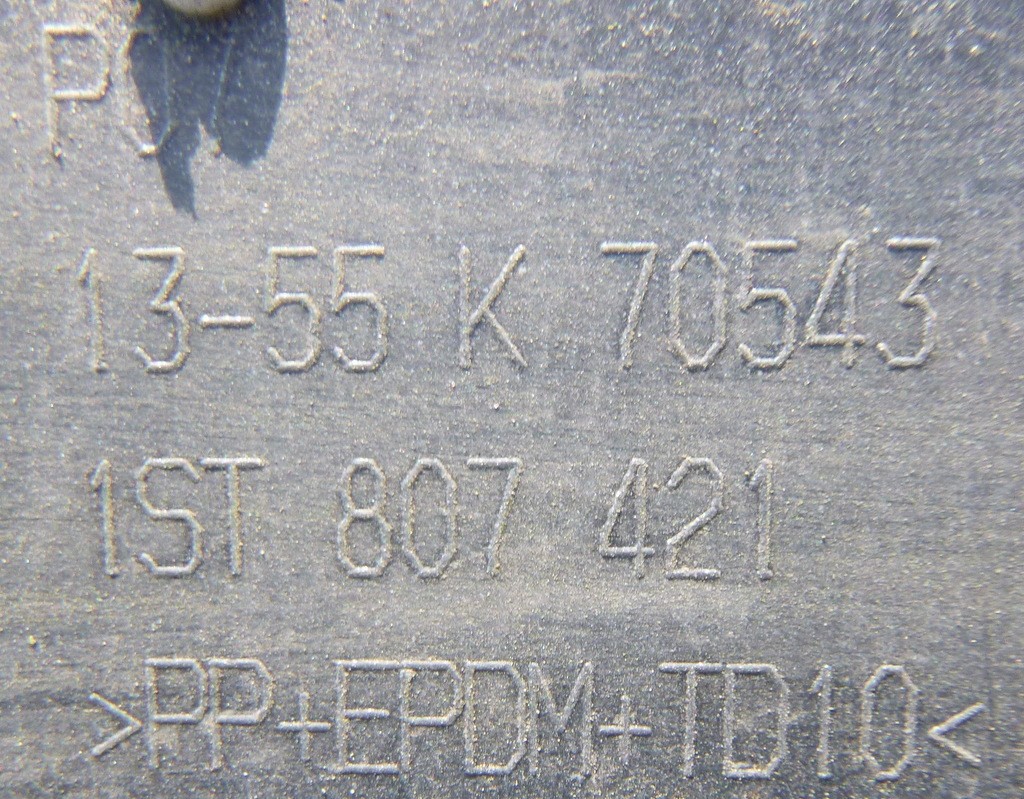 13-55 K 70543
1ST 807 421
>PP+EPDM+TD10<